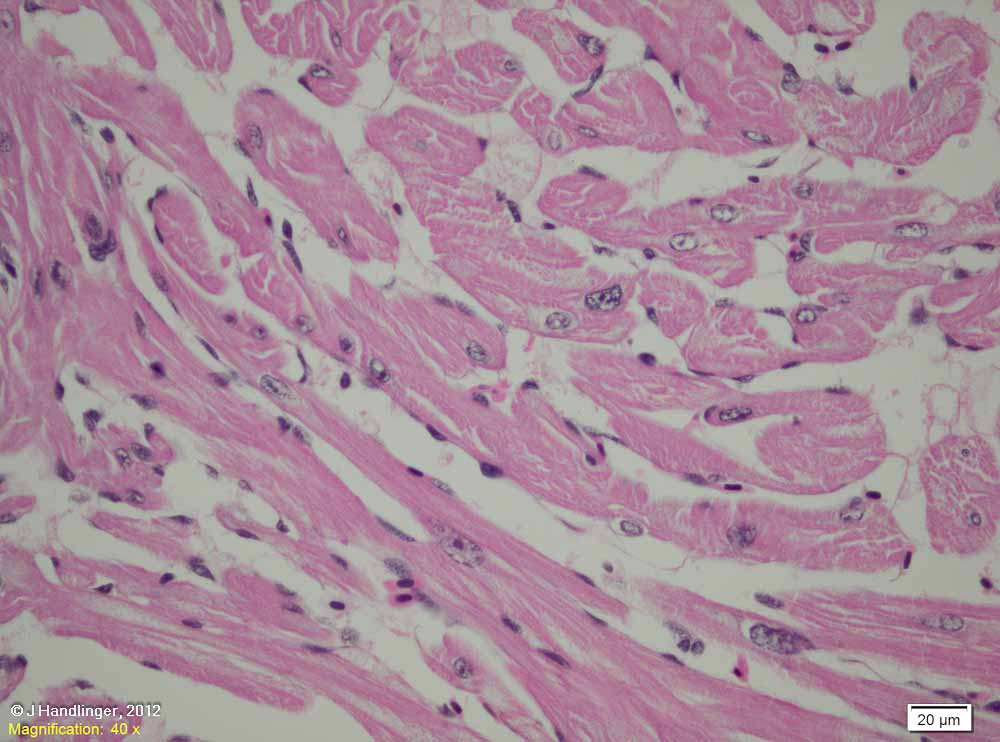 © J Handlinger, 2012
Magnification: 40 x
20 µm